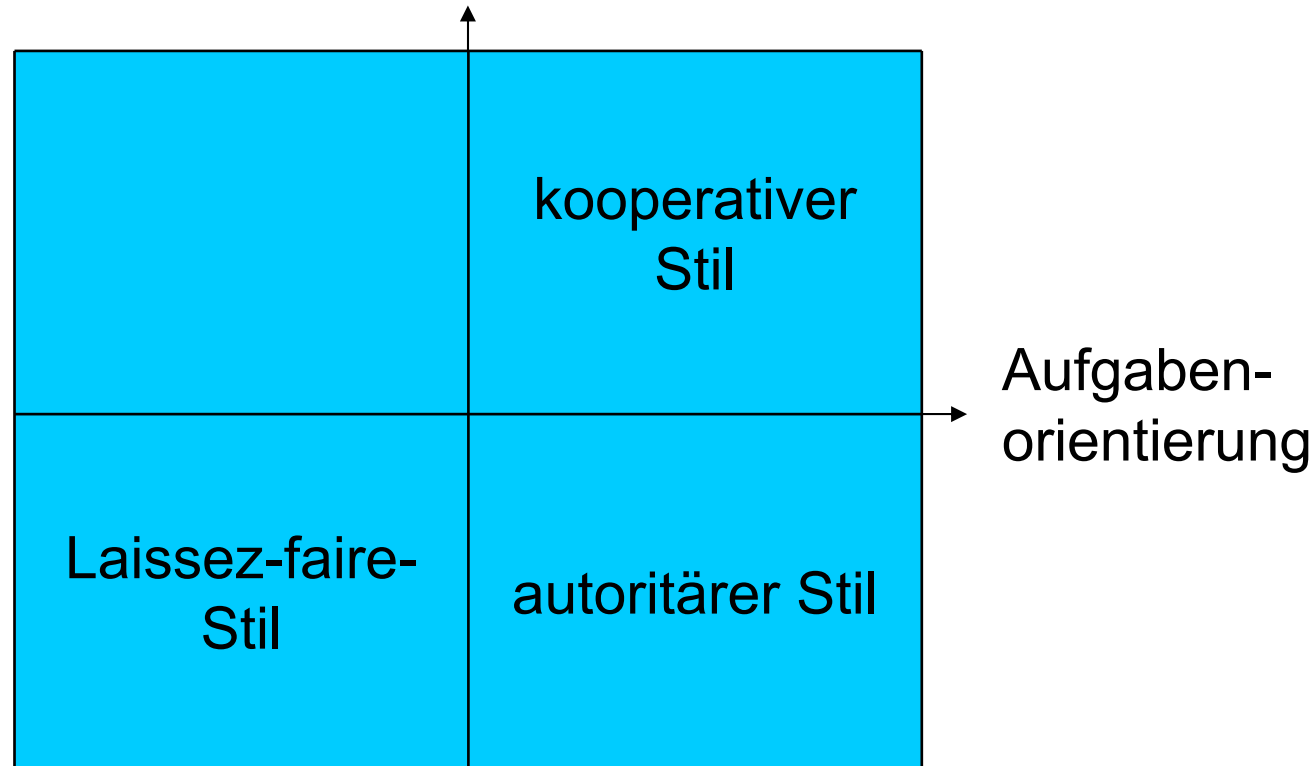 kooperativer
Stil
Aufgaben-
orientierung
Laissez-faire-
Stil
autoritärer Stil